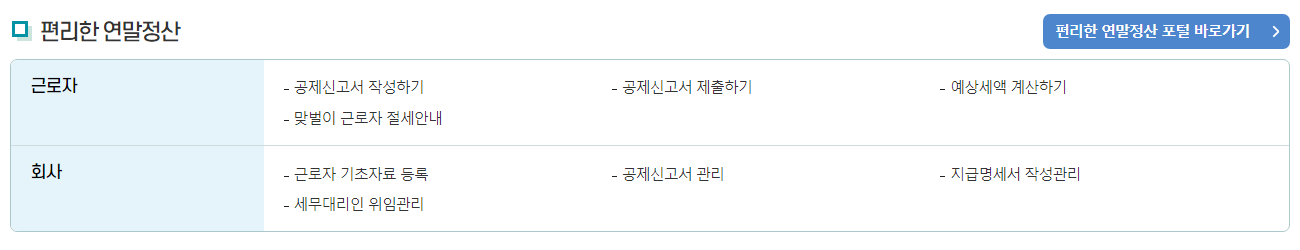 편리한 연말정산
편리한 연말정산 포털 바로가기
근로자
- 공제신고서 작성하기
- 공제신고서 제출하기
- 예상세액 계산하기
- 맞벌이 근로자 절세안내
회사
- 근로자 기초자료 등록
- 공제신고서 관리
- 지급명세서 작성관리
- 세무대리인 위임관리